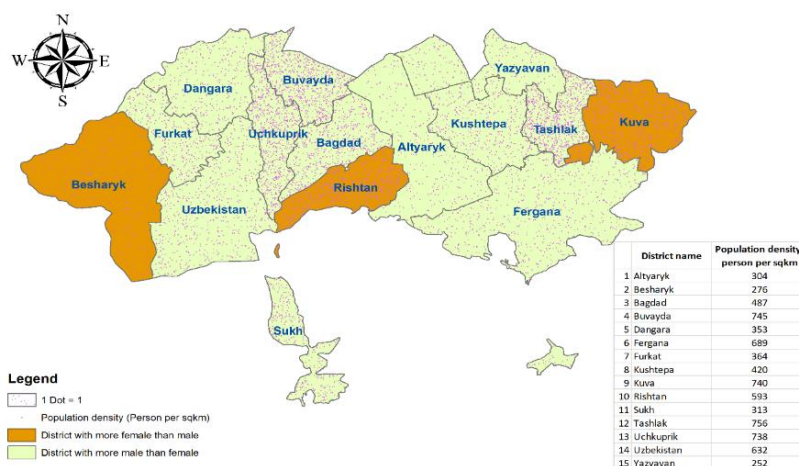 N
W E
S
Yazyavan
Buvayda
Dangara
Kushtepa
Tashlak
Kuva
Furkat
Uchkuprik
Bagdad
Altyaryk
Besharyk
Rishtan
Uzbekistan
Fergana
Sukh
District name Population density person per sqkm
1 Altyaryk 304
2 Besharyk 276
3 Bagdad 487
4 Buvayda 745
5 Dangara 353
6 Fergana 689
7 Furkat 364
8 Kushtepa 420
9 Kuva 740
10 Rishtan 593
11 Sukh 313
12 Tashlak 756
13 Uchkuprik 738
14 Uzbekistan 632
15 Yazyavan 252
Legend
1 Dot = 1
Population density (Person per sqkm)
District with more female than male
District with more male than female